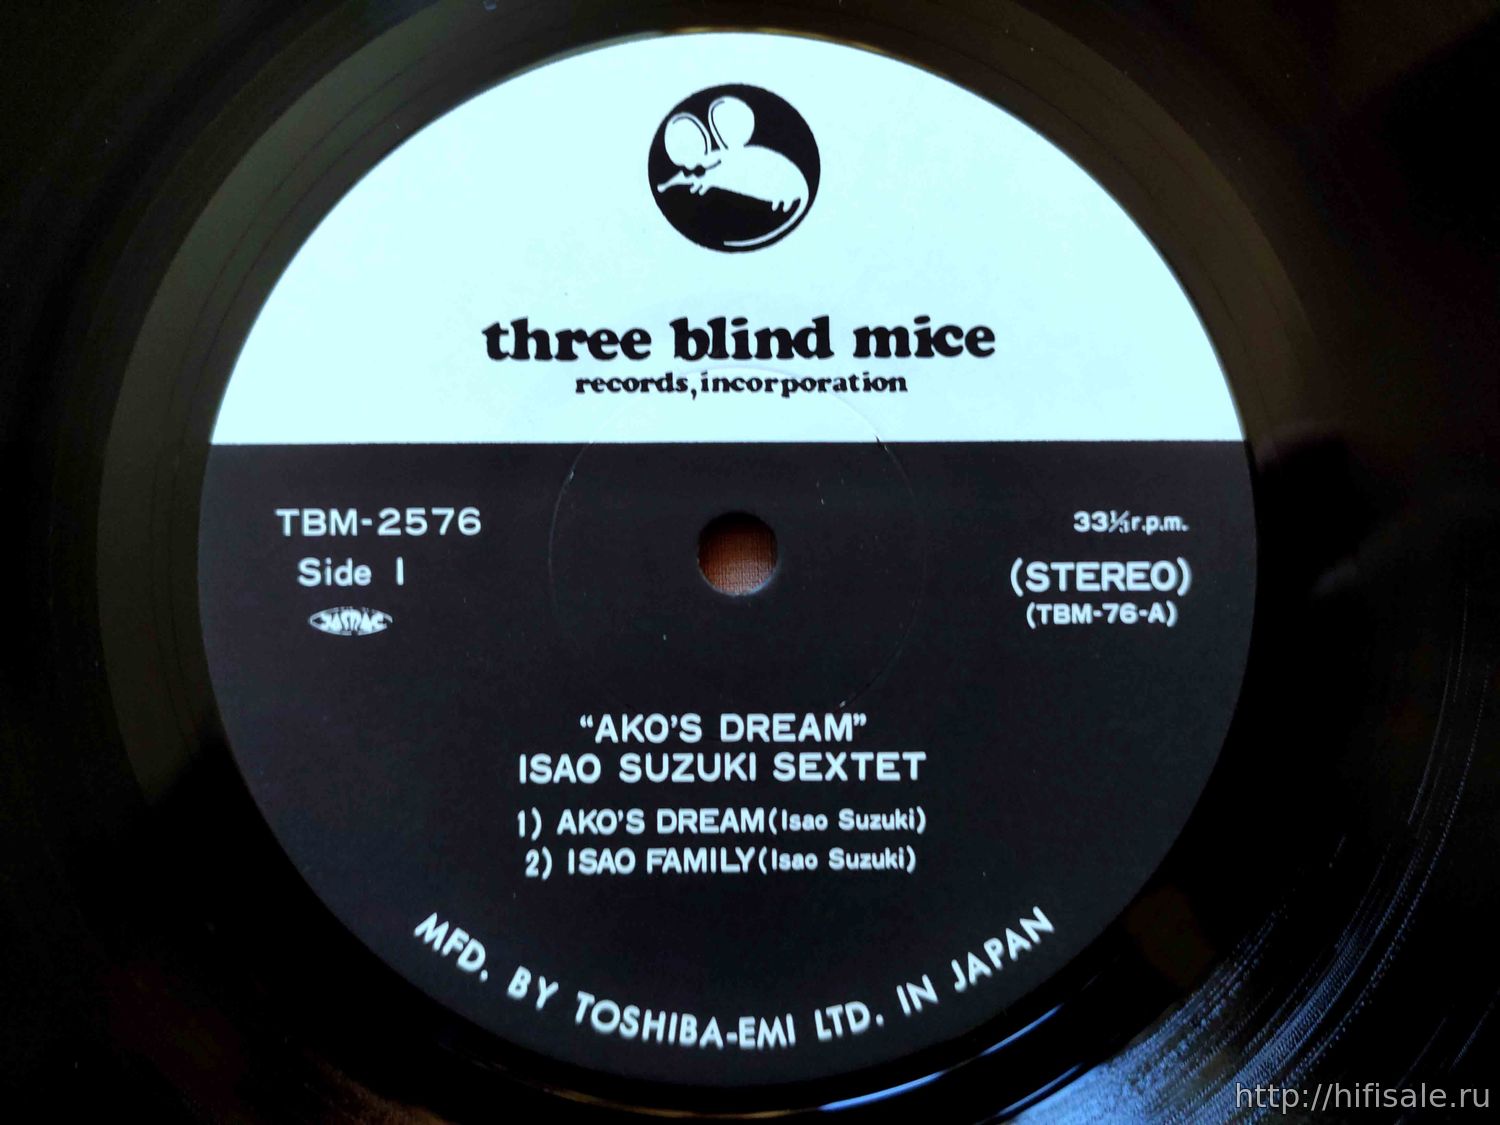 three blind mice
records, incorporation
TBM-2576
33⅓ r.p.m.
Side 1
(STEREO)
JASRAC
(TBM-76-A)
"AKO'S DREAM"
ISAO SUZUKI SEXTET
1) AKO'S DREAM(Isao Suzuki)
2) ISAO FAMILY(Isao Suzuki)
MFD. BY TOSHIBA-EMI LTD. IN JAPAN
http://hifisale.ru